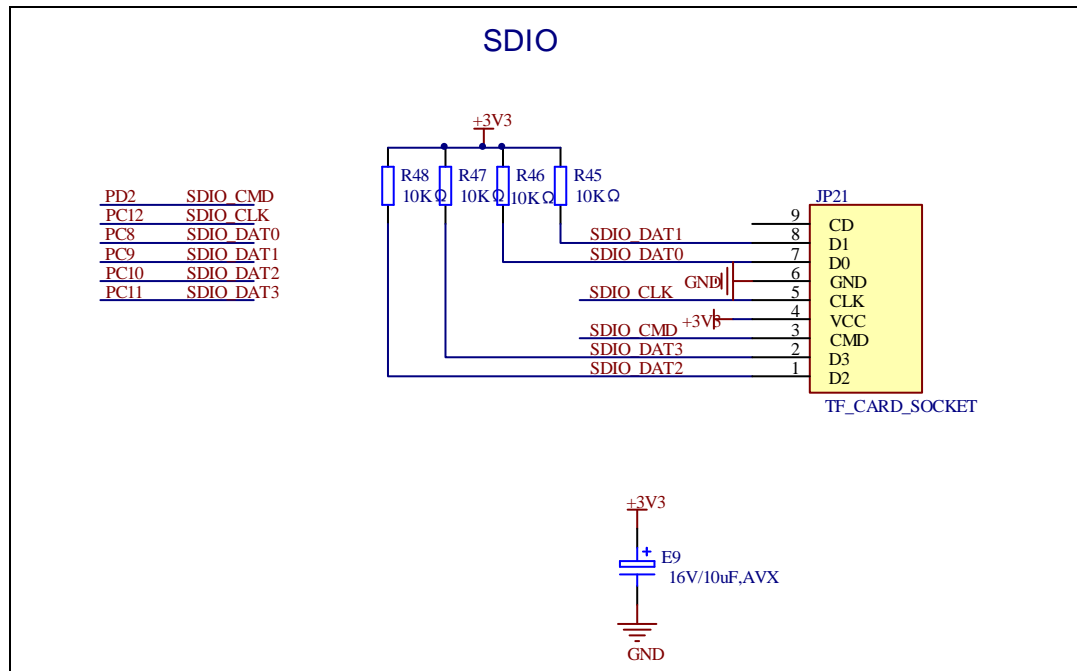 SDIO
+3V3
R48 R47 R46 R45
10KΩ 10KΩ 10KΩ 10KΩ
PD2 SDIO_CMD
PC12 SDIO_CLK
PC8 SDIO_DAT0
PC9 SDIO_DAT1
PC10 SDIO_DAT2
PC11 SDIO_DAT3
JP21
9 CD
SDIO_DAT1 8 D1
SDIO_DAT0 7 D0
GND 6 GND
SDIO_CLK 5 CLK
+3V3 4 VCC
SDIO_CMD 3 CMD
SDIO_DAT3 2 D3
SDIO_DAT2 1 D2
TF_CARD_SOCKET
+3V3
+
E9
16V/10uF,AVX
GND